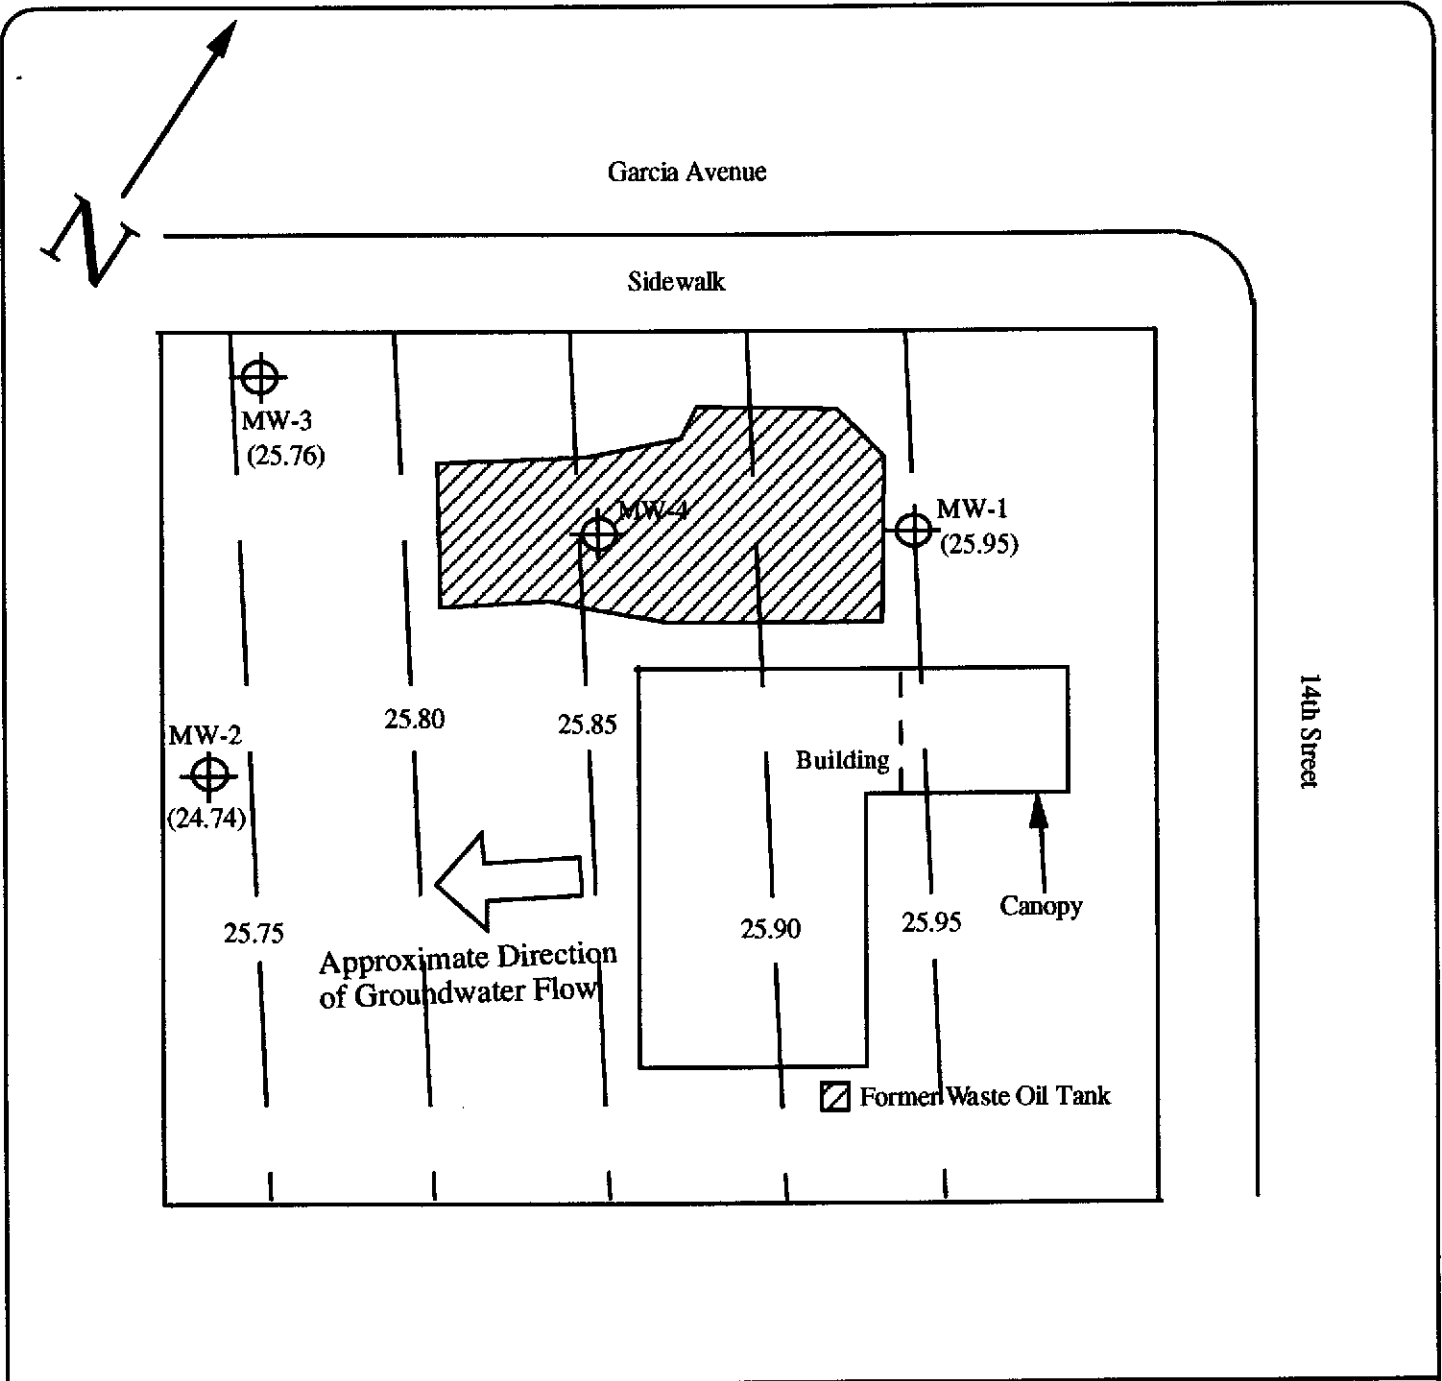 N
Garcia Avenue
Sidewalk
MW-3
(25.76)
MW-4
MW-1
(25.95)
14th Street
25.80
25.85
MW-2
Building
(24.74)
25.75
25.90
25.95
Canopy
Approximate Direction
of Groundwater Flow
Former Waste Oil Tank